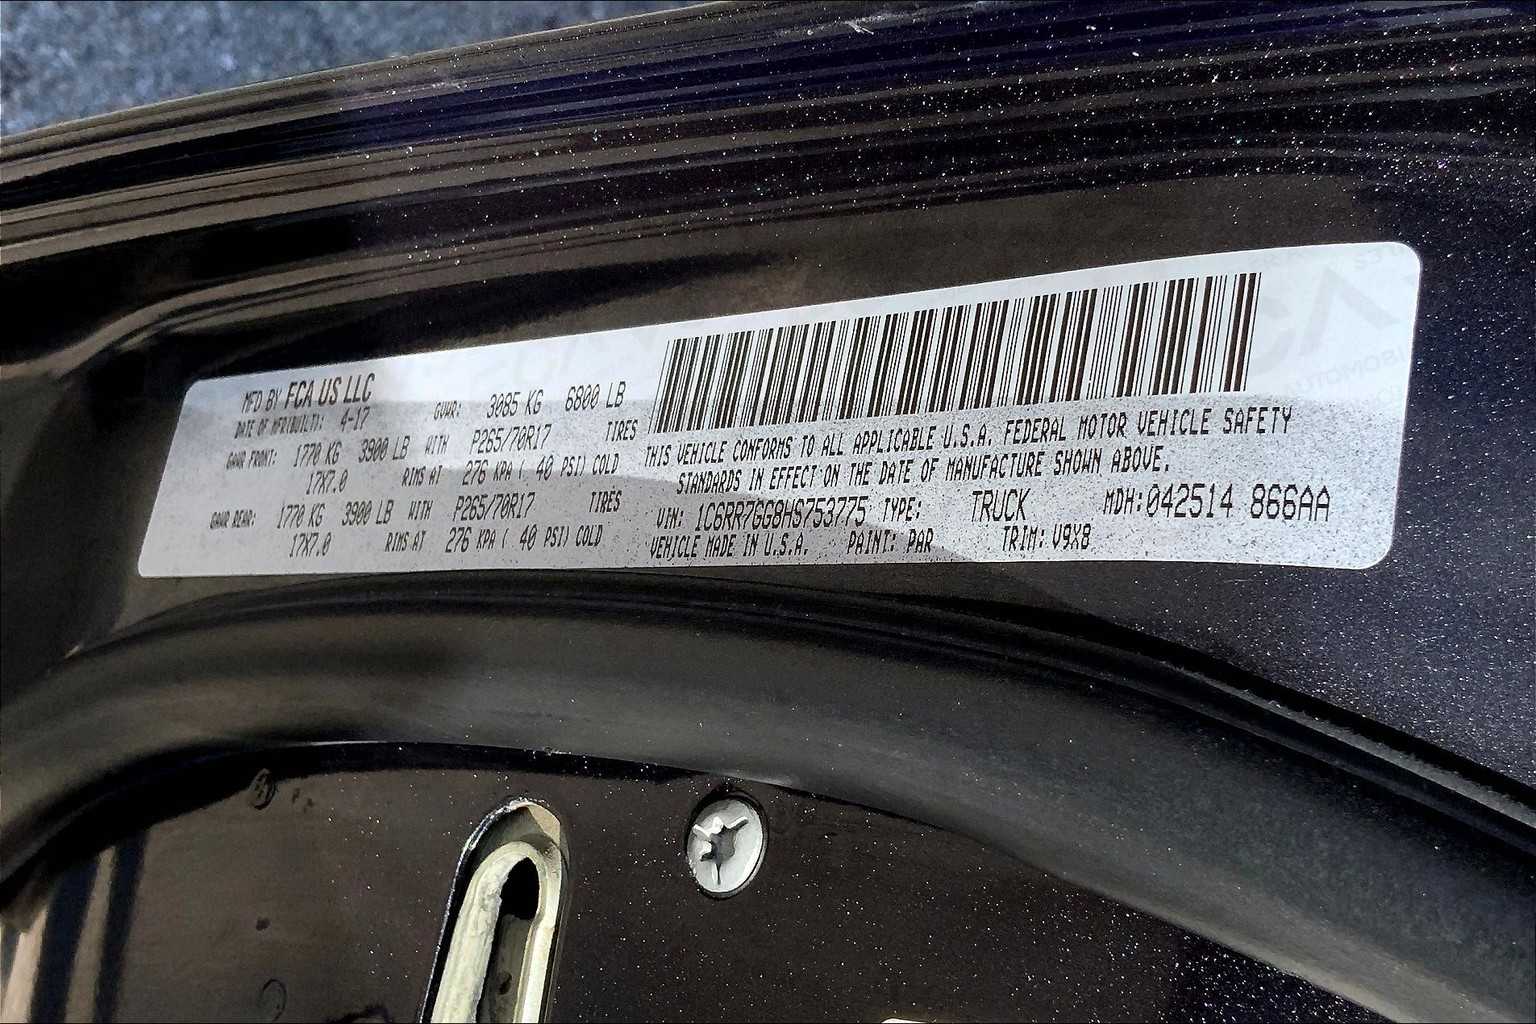 MFD BY FCA US LLC
DATE OF MFR(BUILT): 4-17 GVWR: 3085 KG 6800 LB
GAWR FRONT: 1770 KG 3900 LB WITH P265/70R17 TIRES
17X7.0 RIMS AT 276 KPA ( 40 PSI) COLD
GAWR REAR: 1770 KG 3900 LB WITH P265/70R17 TIRES
17X7.0 RIMS AT 276 KPA ( 40 PSI) COLD
THIS VEHICLE CONFORMS TO ALL APPLICABLE U.S.A. FEDERAL MOTOR VEHICLE SAFETY
STANDARDS IN EFFECT ON THE DATE OF MANUFACTURE SHOWN ABOVE.
VIN: 1C6RR7GG8HS753775 TYPE: TRUCK MDH:042514 866AA
VEHICLE MADE IN U.S.A. PAINT: PAR TRIM: V9X8